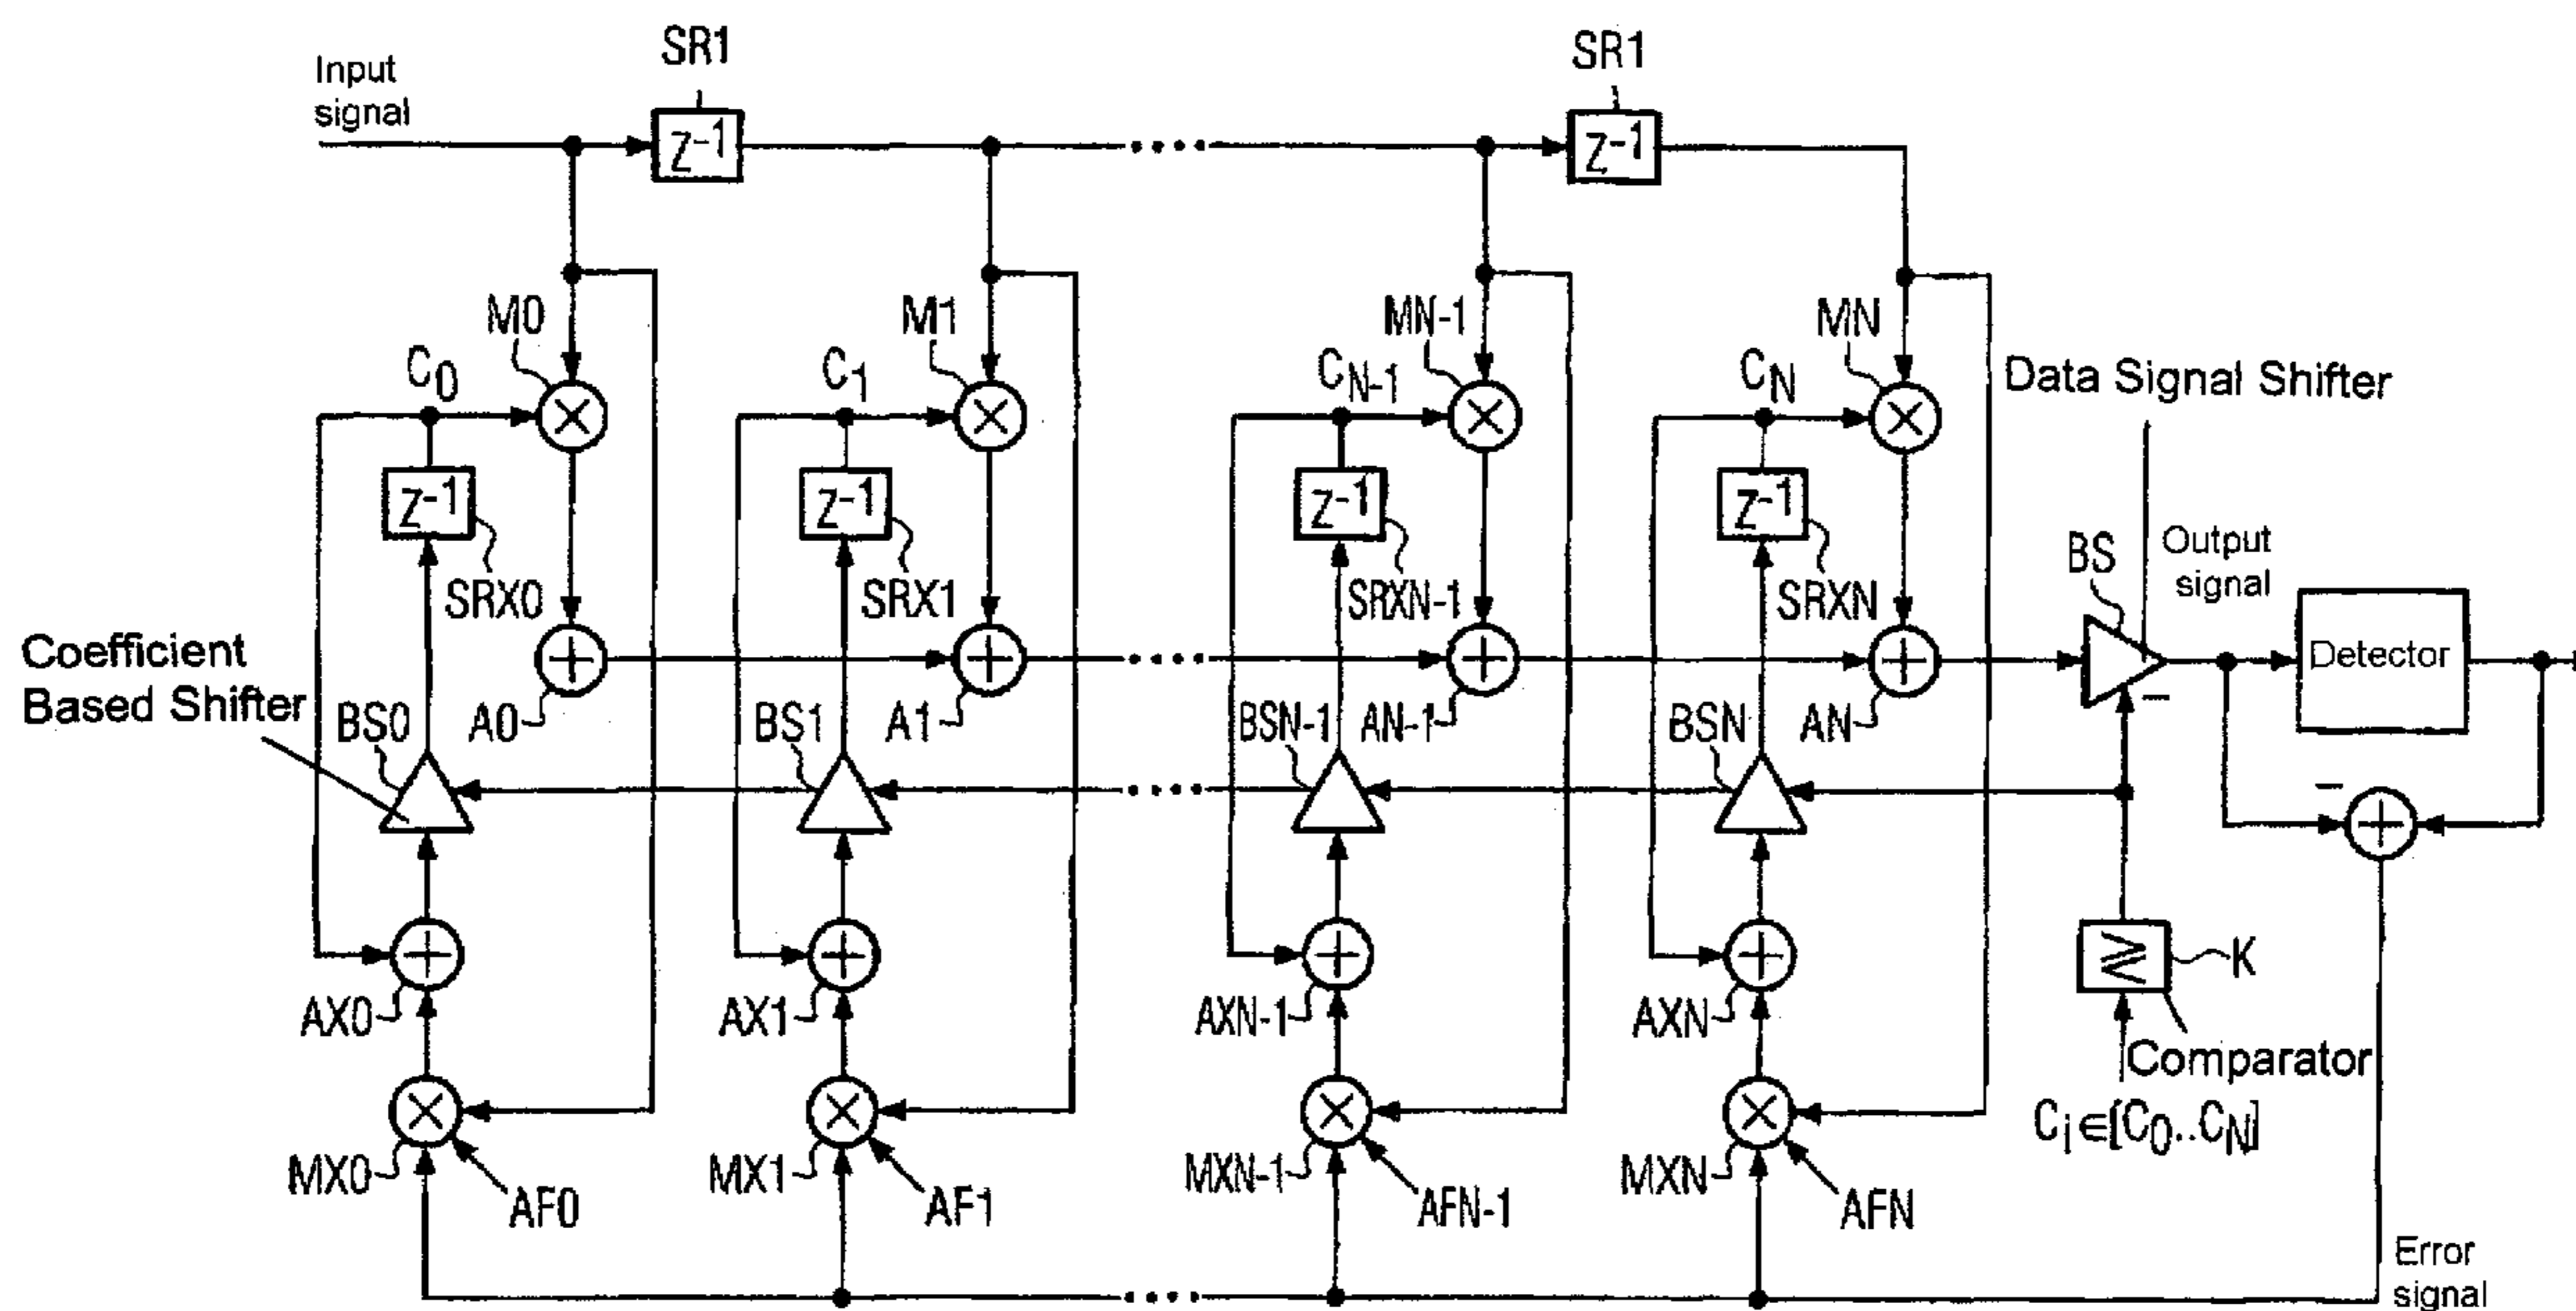 SR1
SR1
Input
signal
Z-1
Z-1
M0
M1
MN-1
MN
C0
C1
CN-1
CN
Data Signal Shifter
Z-1
Z-1
Z-1
Z-1
SRX0
SRX1
SRXN-1
SRXN
BS
Output
signal
Detector
Coefficient
Based Shifter
BS0
A0
BS1
A1
BSN-1
AN-1
BSN
AN
K
AX0
AX1
AXN-1
AXN
Comparator
Ci∈[C0..CN]
MX0
AF0
MX1
AF1
MXN-1
AFN-1
MXN
AFN
Error
signal